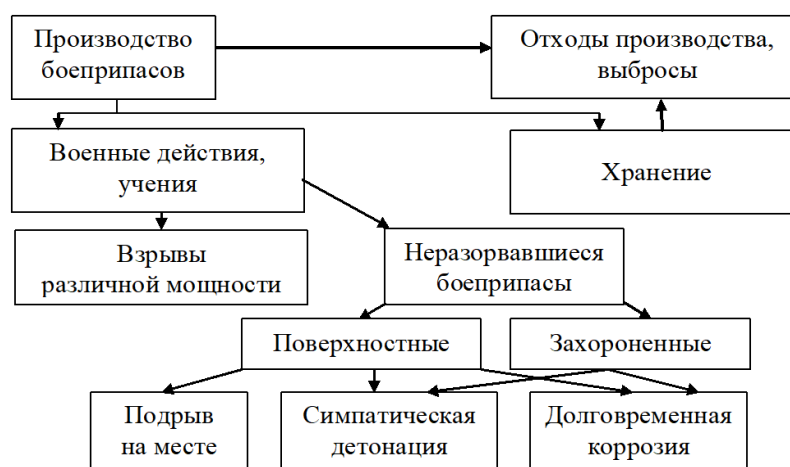 Производство
боеприпасов
Отходы производства,
выбросы
Военные действия,
учения
Хранение
Взрывы
различной мощности
Неразорвавшиеся
боеприпасы
Поверхностные
Захороненные
Подрыв
на месте
Симпатическая
детонация
Долговременная
коррозия